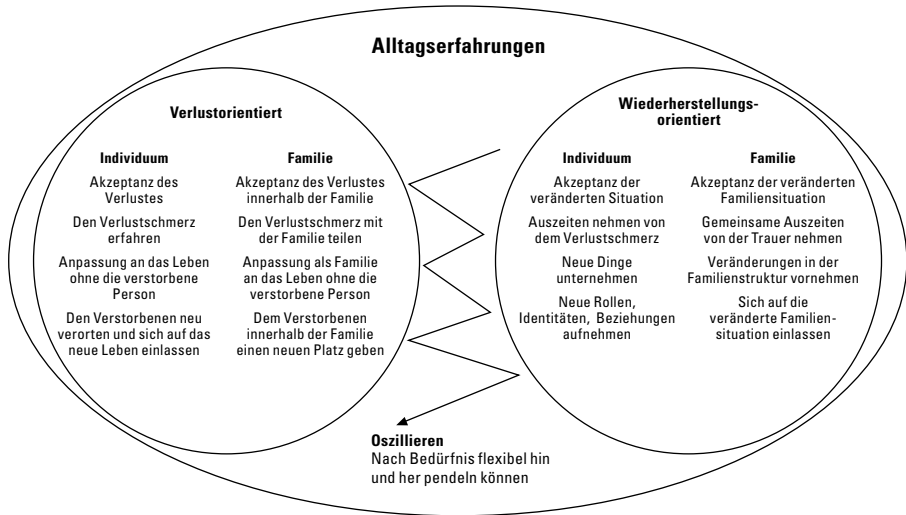 Alltagserfahrungen
Verlustorientiert
Individuum
Akzeptanz des
Verlustes
Den Verlustschmerz
erfahren
Anpassung an das Leben
ohne die verstorbene
Person
Den Verstorbenen neu
verorten und sich auf das
neue Leben einlassen
Familie
Akzeptanz des Verlustes
innerhalb der Familie
Den Verlustschmerz mit
der Familie teilen
Anpassung als Familie
an das Leben ohne die
verstorbene Person
Dem Verstorbenen
innerhalb der Familie
einen neuen Platz geben
Wiederherstellungs-
orientiert
Individuum
Akzeptanz der
veränderten Situation
Auszeiten nehmen von
dem Verlustschmerz
Neue Dinge
unternehmen
Neue Rollen,
Identitäten, Beziehungen
aufnehmen
Familie
Akzeptanz der veränderten
Familiensituation
Gemeinsame Auszeiten
von der Trauer nehmen
Veränderungen in der
Familienstruktur vornehmen
Sich auf die
veränderte Familien-
situation einlassen
Oszillieren
Nach Bedürfnis flexibel hin
und her pendeln können